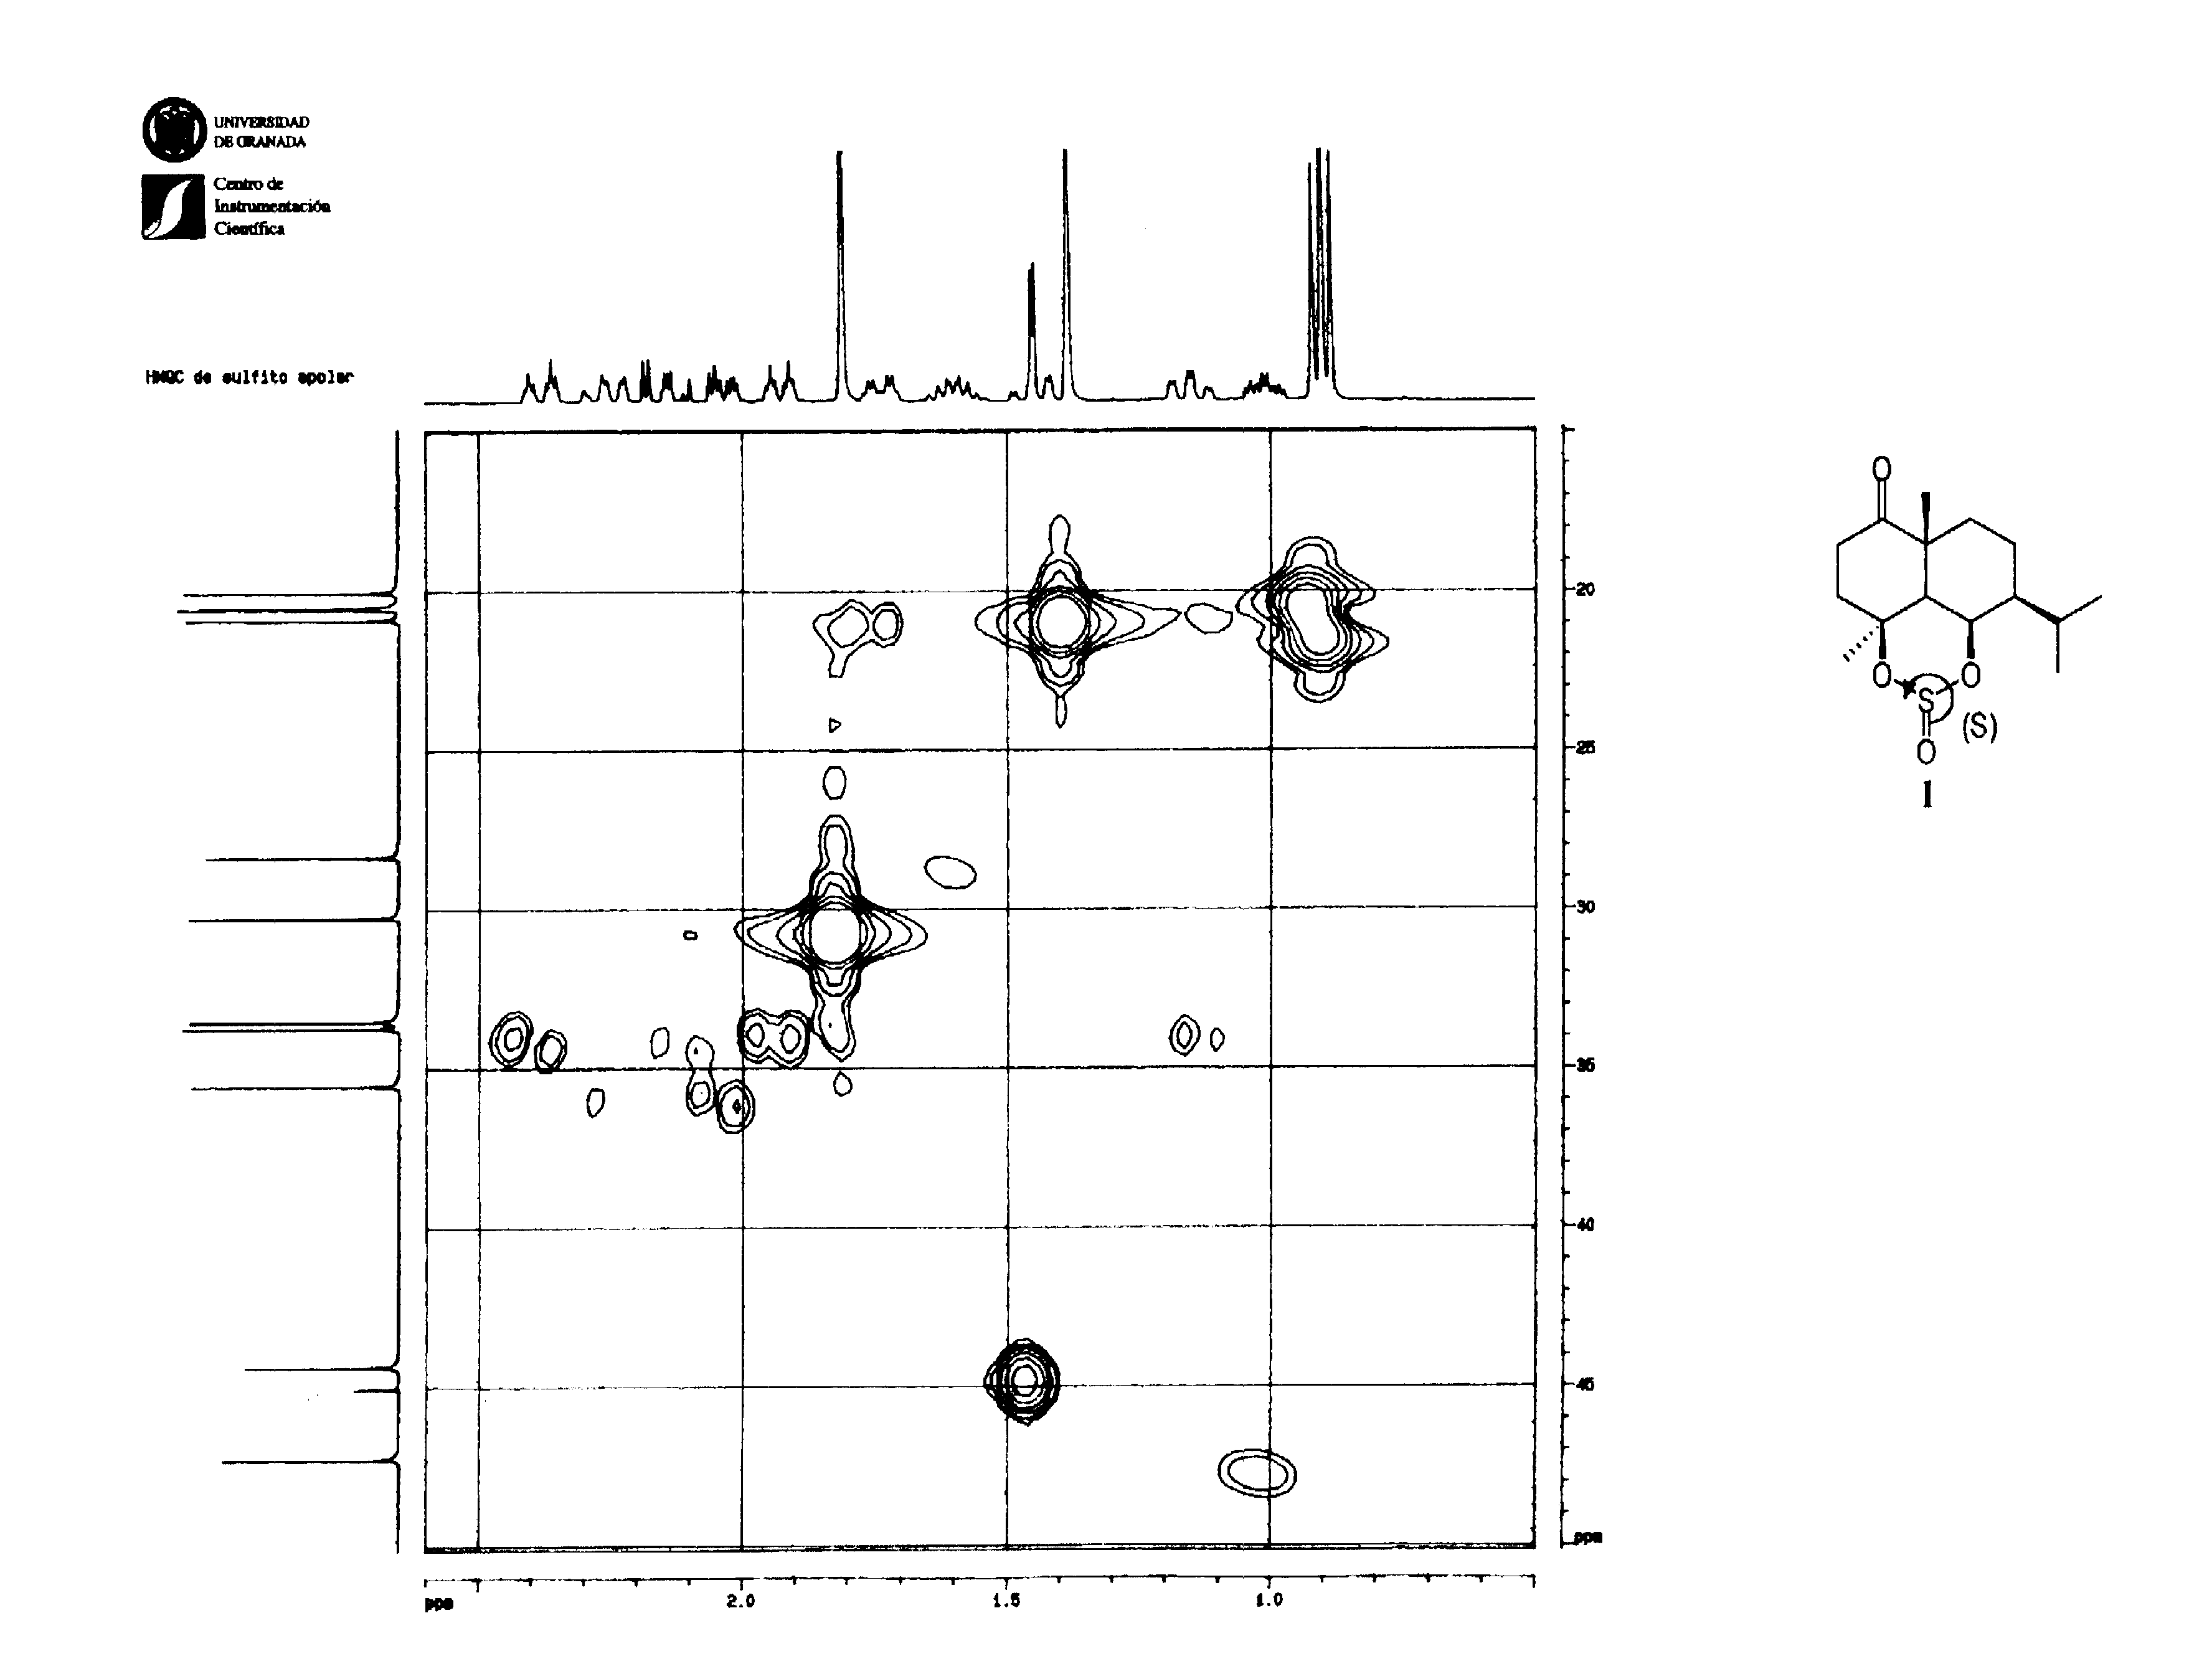 UNIVERSIDAD
DE GRANADA
Centro de
Instrumentación
Científica
HMQC de sulfito apolar
20
25
30
35
40
45
ppm
ppm
2.0
1.5
1.0
O
O
O
S
(S)
O
1